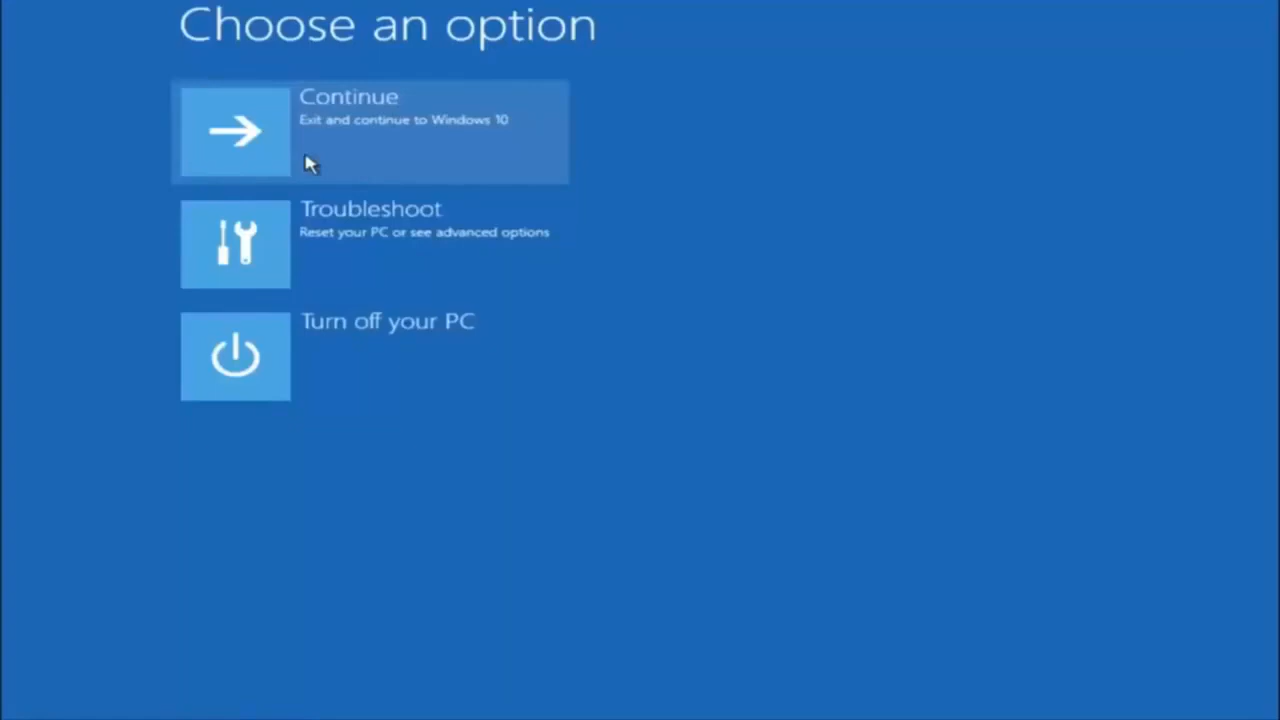 Choose an option
Continue
Exit and continue to Windows 10
Troubleshoot
Reset your PC or see advanced options
Turn off your PC